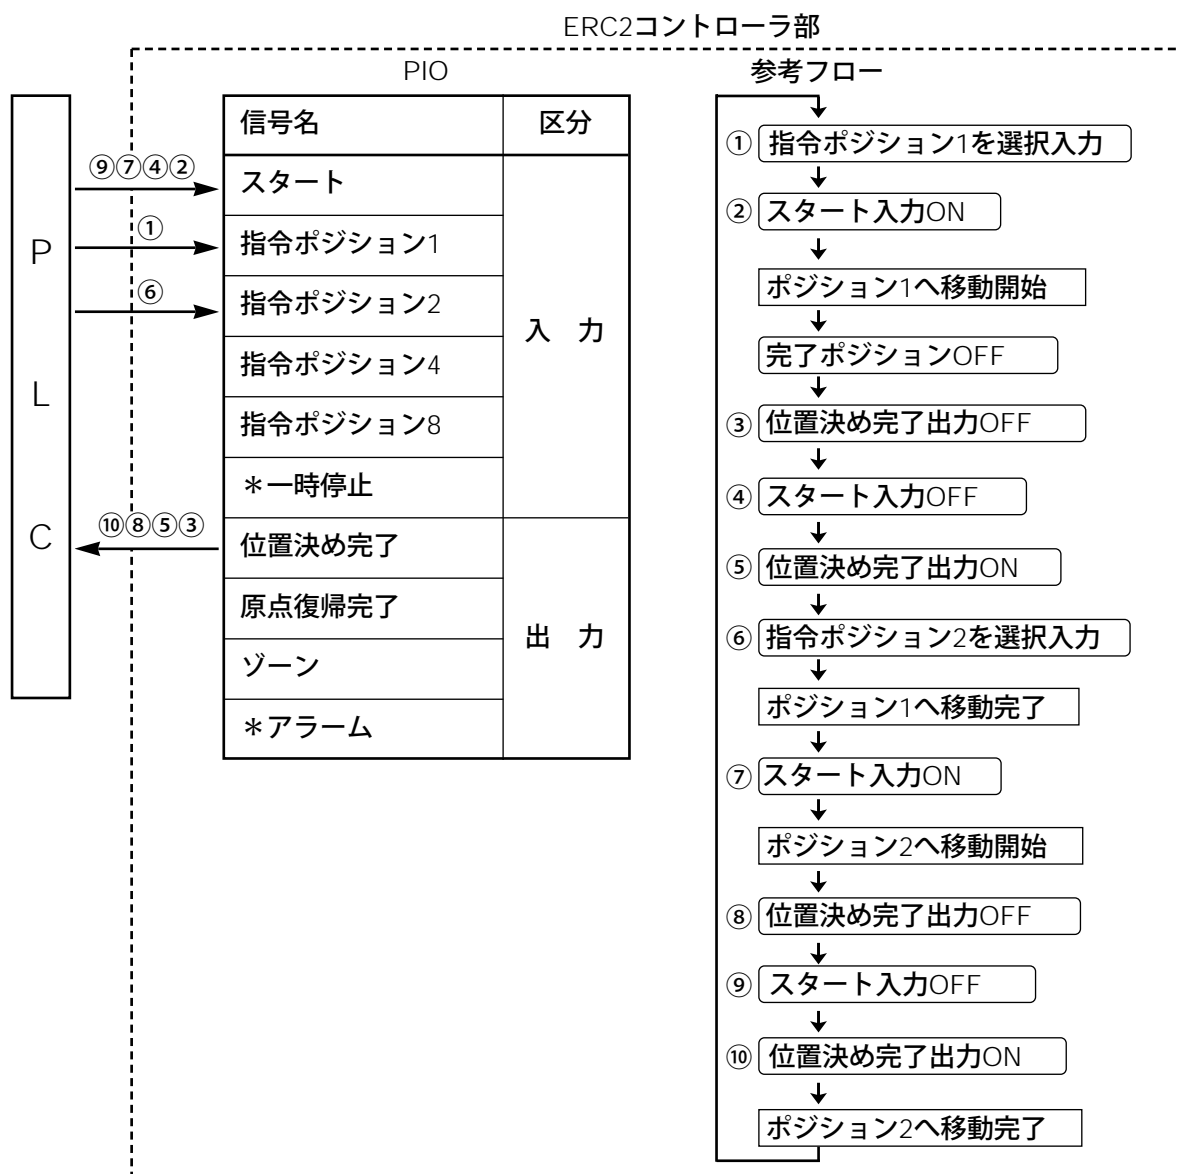 ERC2コントローラ部
PIO
参考フロー
P
L
C
⑨⑦④②
①
⑥
⑩⑧⑤③
信号名 区分
スタート
指令ポジション1
指令ポジション2
指令ポジション4
指令ポジション8
＊一時停止
入 力
位置決め完了
原点復帰完了
ゾーン
＊アラーム
出 力
① 指令ポジション1を選択入力
② スタート入力ON
ポジション1へ移動開始
完了ポジションOFF
③ 位置決め完了出力OFF
④ スタート入力OFF
⑤ 位置決め完了出力ON
⑥ 指令ポジション2を選択入力
ポジション1へ移動完了
⑦ スタート入力ON
ポジション2へ移動開始
⑧ 位置決め完了出力OFF
⑨ スタート入力OFF
⑩ 位置決め完了出力ON
ポジション2へ移動完了